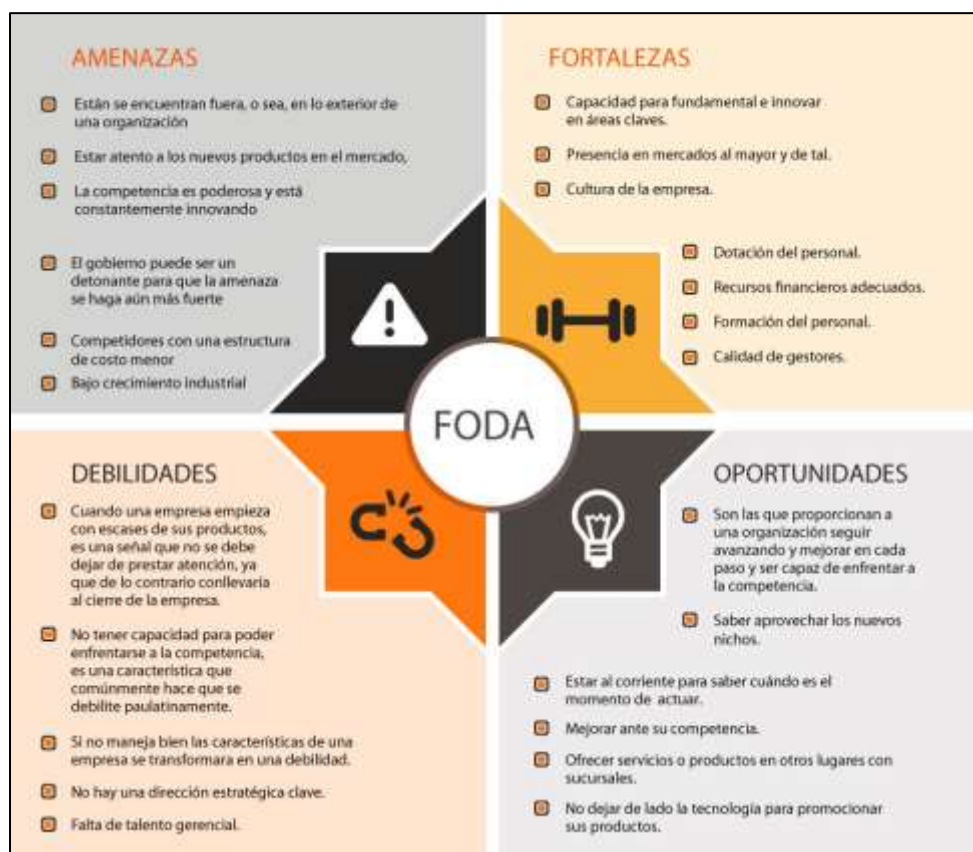 AMENAZAS
Están se encuentran fuera, o sea, en lo exterior de
una organización
Estar atento a los nuevos productos en el mercado,
La competencia es poderosa y está
constantemente innovando
El gobierno puede ser un
detonante para que la amenaza
se haga aún más fuerte
Competidores con una estructura
de costo menor
Bajo crecimiento industrial
FORTALEZAS
Capacidad para fundamental e innovar
en áreas claves.
Presencia en mercados al mayor y de tal.
Cultura de la empresa.
Dotación del personal.
Recursos financieros adecuados.
Formación del personal.
Calidad de gestores.
FODA
DEBILIDADES
Cuando una empresa empieza
con escases de sus productos,
es una señal que no se debe
dejar de prestar atención, ya
que de lo contrario conllevaria
al cierre de la empresa.
No tener capacidad para poder
enfrentarse a la competencia,
es una característica que
comúnmente hace que se
debilite paulatinamente.
Si no maneja bien las características de una
empresa se transformara en una debilidad.
No hay una dirección estratégica clave.
Falta de talento gerencial.
OPORTUNIDADES
Son las que proporcionan a
una organización seguir
avanzando y mejorar en cada
paso y ser capaz de enfrentar a
la competencia.
Saber aprovechar los nuevos
nichos.
Estar al corriente para saber cuándo es el
momento de actuar.
Mejorar ante su competencia.
Ofrecer servicios o productos en otros lugares con
sucursales.
No dejar de lado la tecnología para promocionar
sus productos.